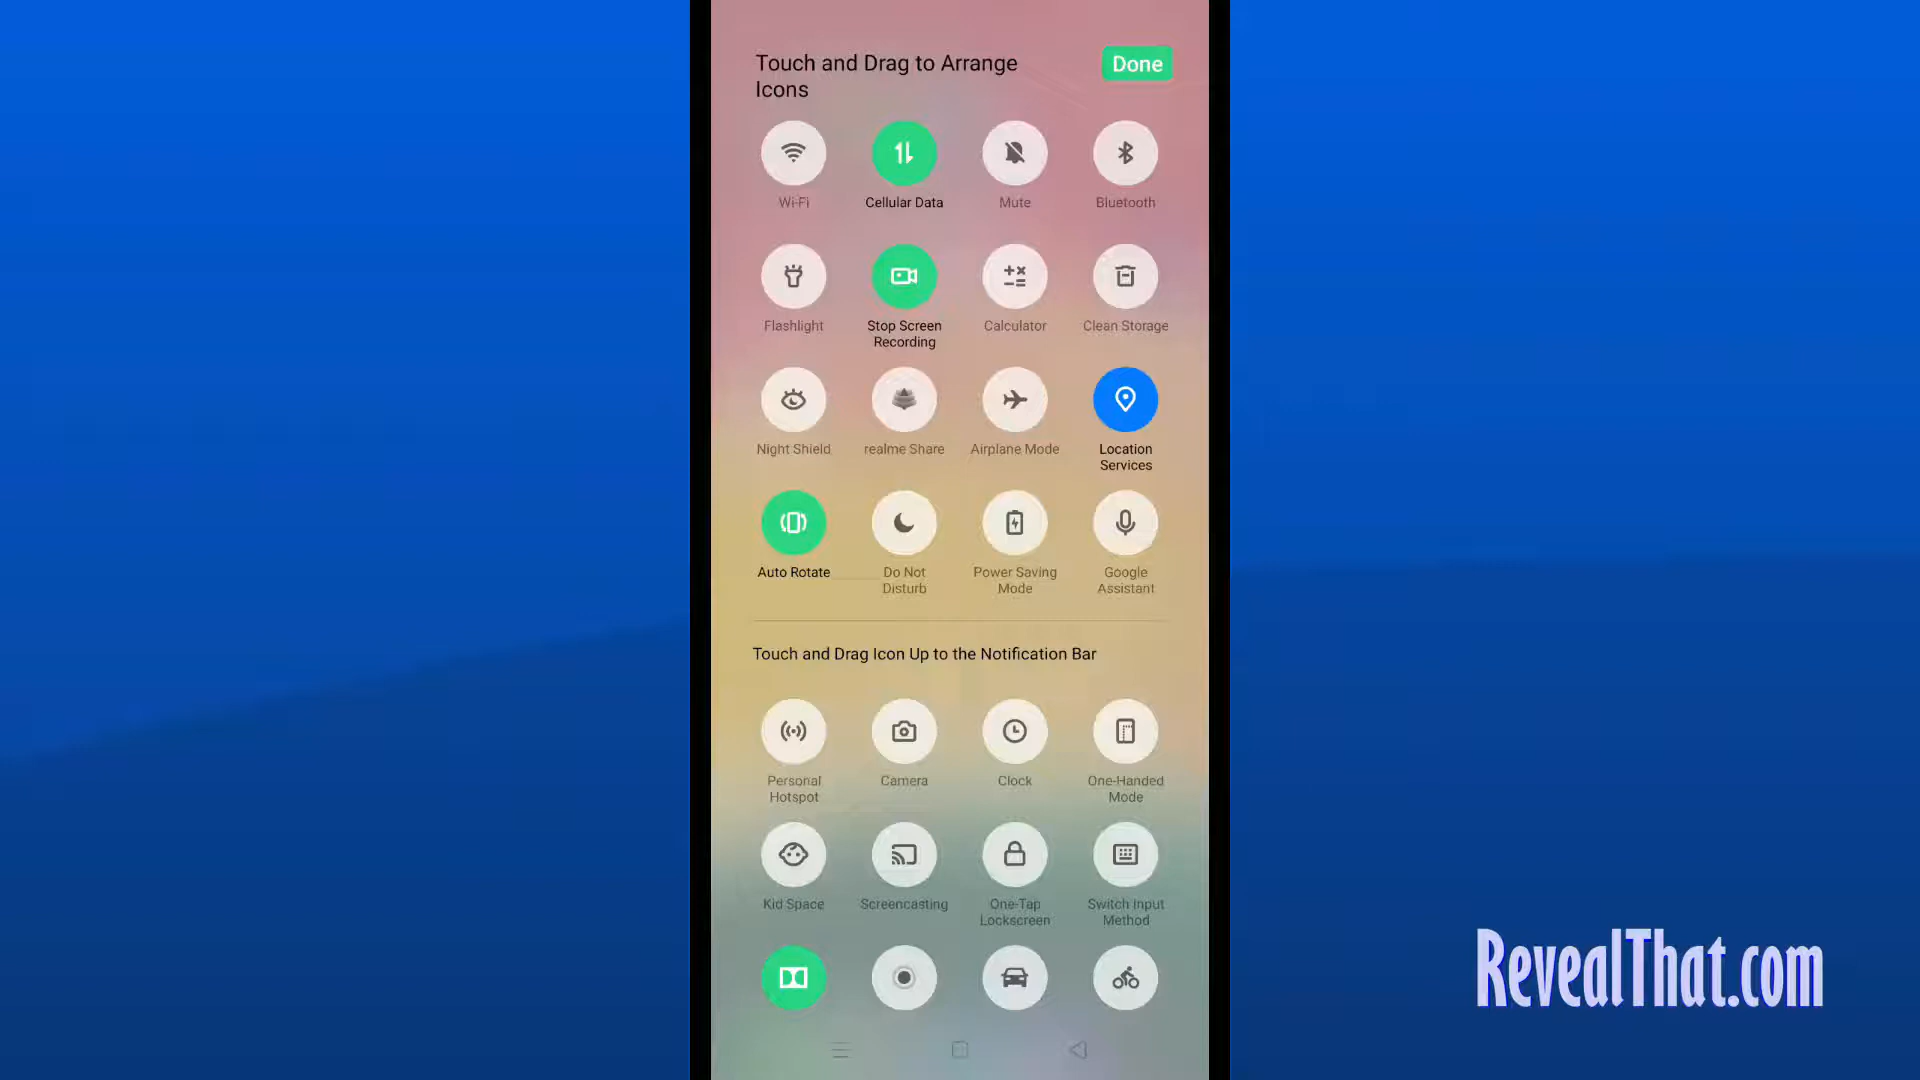 Touch and Drag to Arrange
Icons
Done
Wi-Fi
Cellular Data
Mute
Bluetooth
Flashlight
Stop Screen
Recording
Calculator
Clean Storage
Night Shield
realme Share
Airplane Mode
Location
Services
Auto Rotate
Do Not
Disturb
Power Saving
Mode
Google
Assistant
Touch and Drag Icon Up to the Notification Bar
Personal
Hotspot
Camera
Clock
One-Handed
Mode
Kid Space
Screencasting
One-Tap
Lockscreen
Switch Input
Method
RevealThat.com